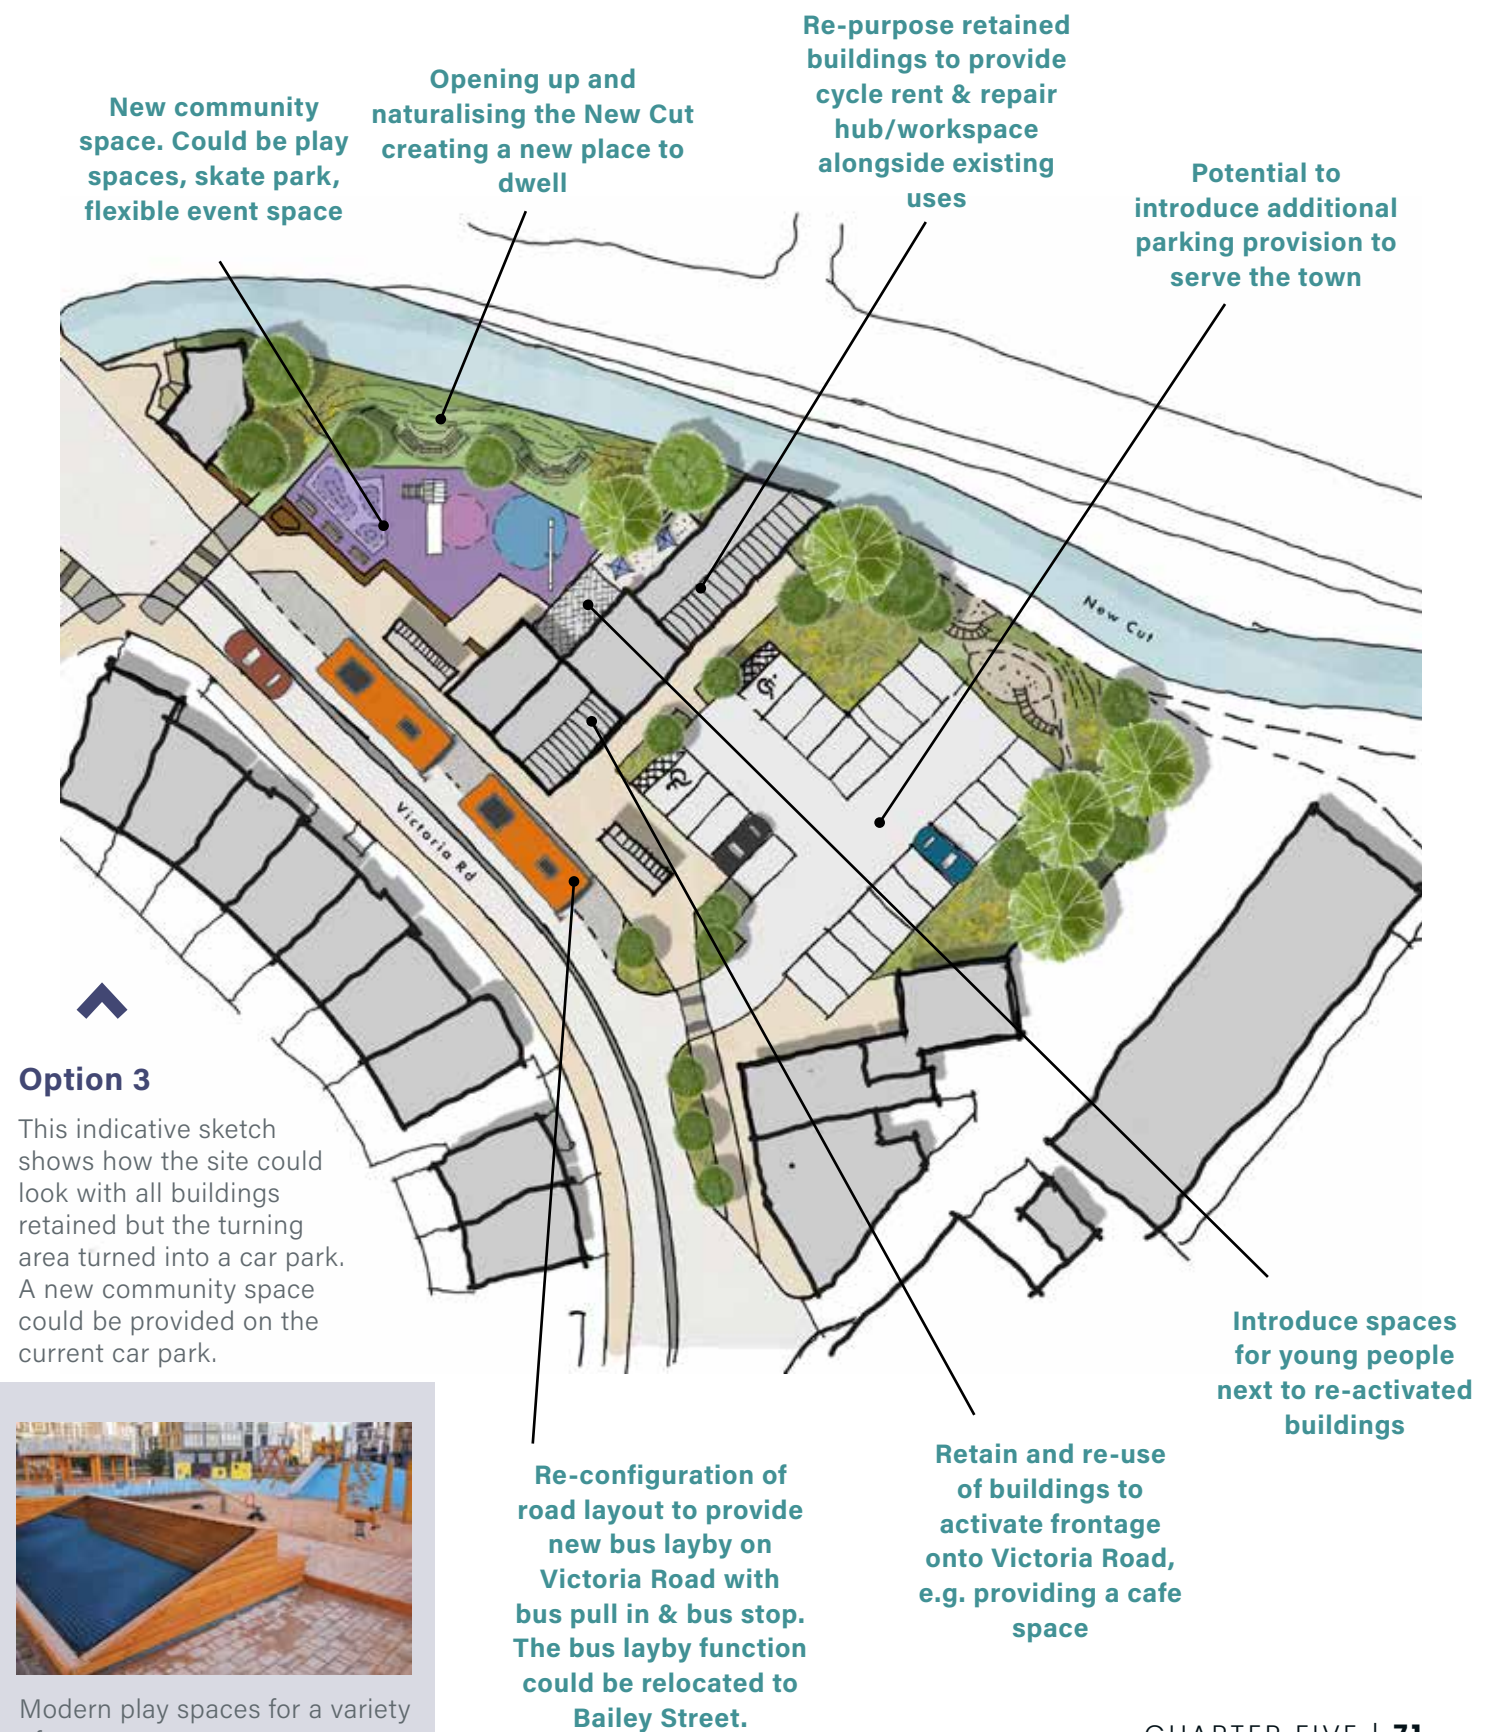 Re-purpose retained
buildings to provide
cycle rent & repair
hub/workspace
alongside existing
uses
Opening up and
naturalising the New Cut
creating a new place to
dwell
New community
space. Could be play
spaces, skate park,
flexible event space
Potential to
introduce additional
parking provision to
serve the town
New Cut
Victoria Rd
Option 3
This indicative sketch
shows how the site could
look with all buildings
retained but the turning
area turned into a car park.
A new community space
could be provided on the
current car park.
Introduce spaces
for young people
next to re-activated
buildings
Retain and re-use
of buildings to
activate frontage
onto Victoria Road,
e.g. providing a cafe
space
Re-configuration of
road layout to provide
new bus layby on
Victoria Road with
bus pull in & bus stop.
The bus layby function
could be relocated to
Bailey Street.
Modern play spaces for a variety
FIVE | 71